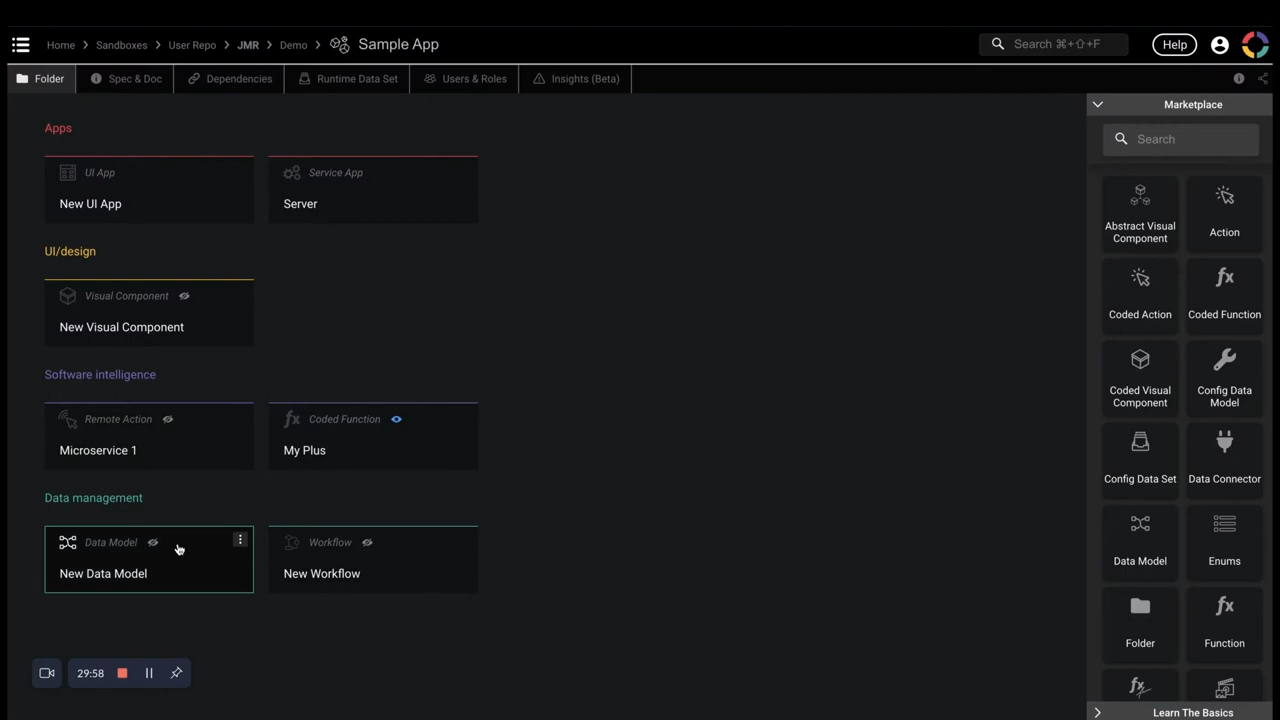 Home
Sandboxes
User Repo
JMR
Demo
Sample App
Search ⌘+⇧+F
Help
Folder
Spec & Doc
Dependencies
Runtime Data Set
Users & Roles
Insights (Beta)
Apps
UI App
New UI App
Service App
Server
UI/design
Visual Component
New Visual Component
Software intelligence
Remote Action
Microservice 1
fx Coded Function
My Plus
Data management
Data Model
New Data Model
Workflow
New Workflow
29:58
Marketplace
Search
Abstract Visual
Component
Action
Coded Action
fx
Coded Function
Coded Visual
Component
Config Data
Model
Config Data Set
Data Connector
Data Model
Enums
Folder
fx
Function
fx
Learn The Basics